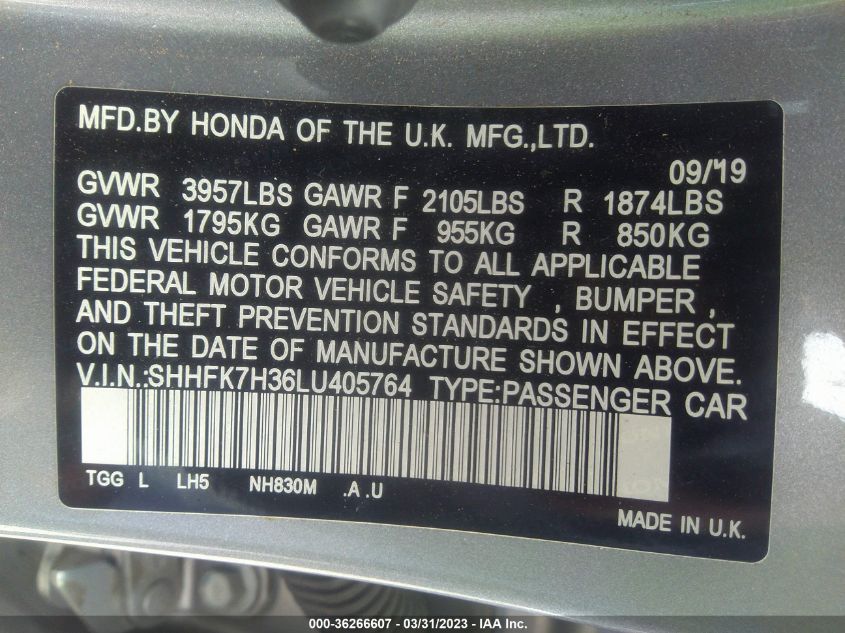 MFD.BY HONDA OF THE U.K. MFG.,LTD.
09/'19
GVWR 3957LBS GAWR F 2105LBS R 1874LBS
GVWR 1795KG GAWR F 955KG R 850KG
THIS VEHICLE CONFORMS TO ALL APPLICABLE
FEDERAL MOTOR VEHICLE SAFETY , BUMPER ,
AND THEFT PREVENTION STANDARDS IN EFFECT
ON THE DATE OF MANUFACTURE SHOWN ABOVE.
V.I.N.:SHHFK7H36LU405764 TYPE:PASSENGER CAR
TGG L LH5 NH830M .A .U
MADE IN U.K.
000-36266607 - 03/31/2023 - IAA Inc.